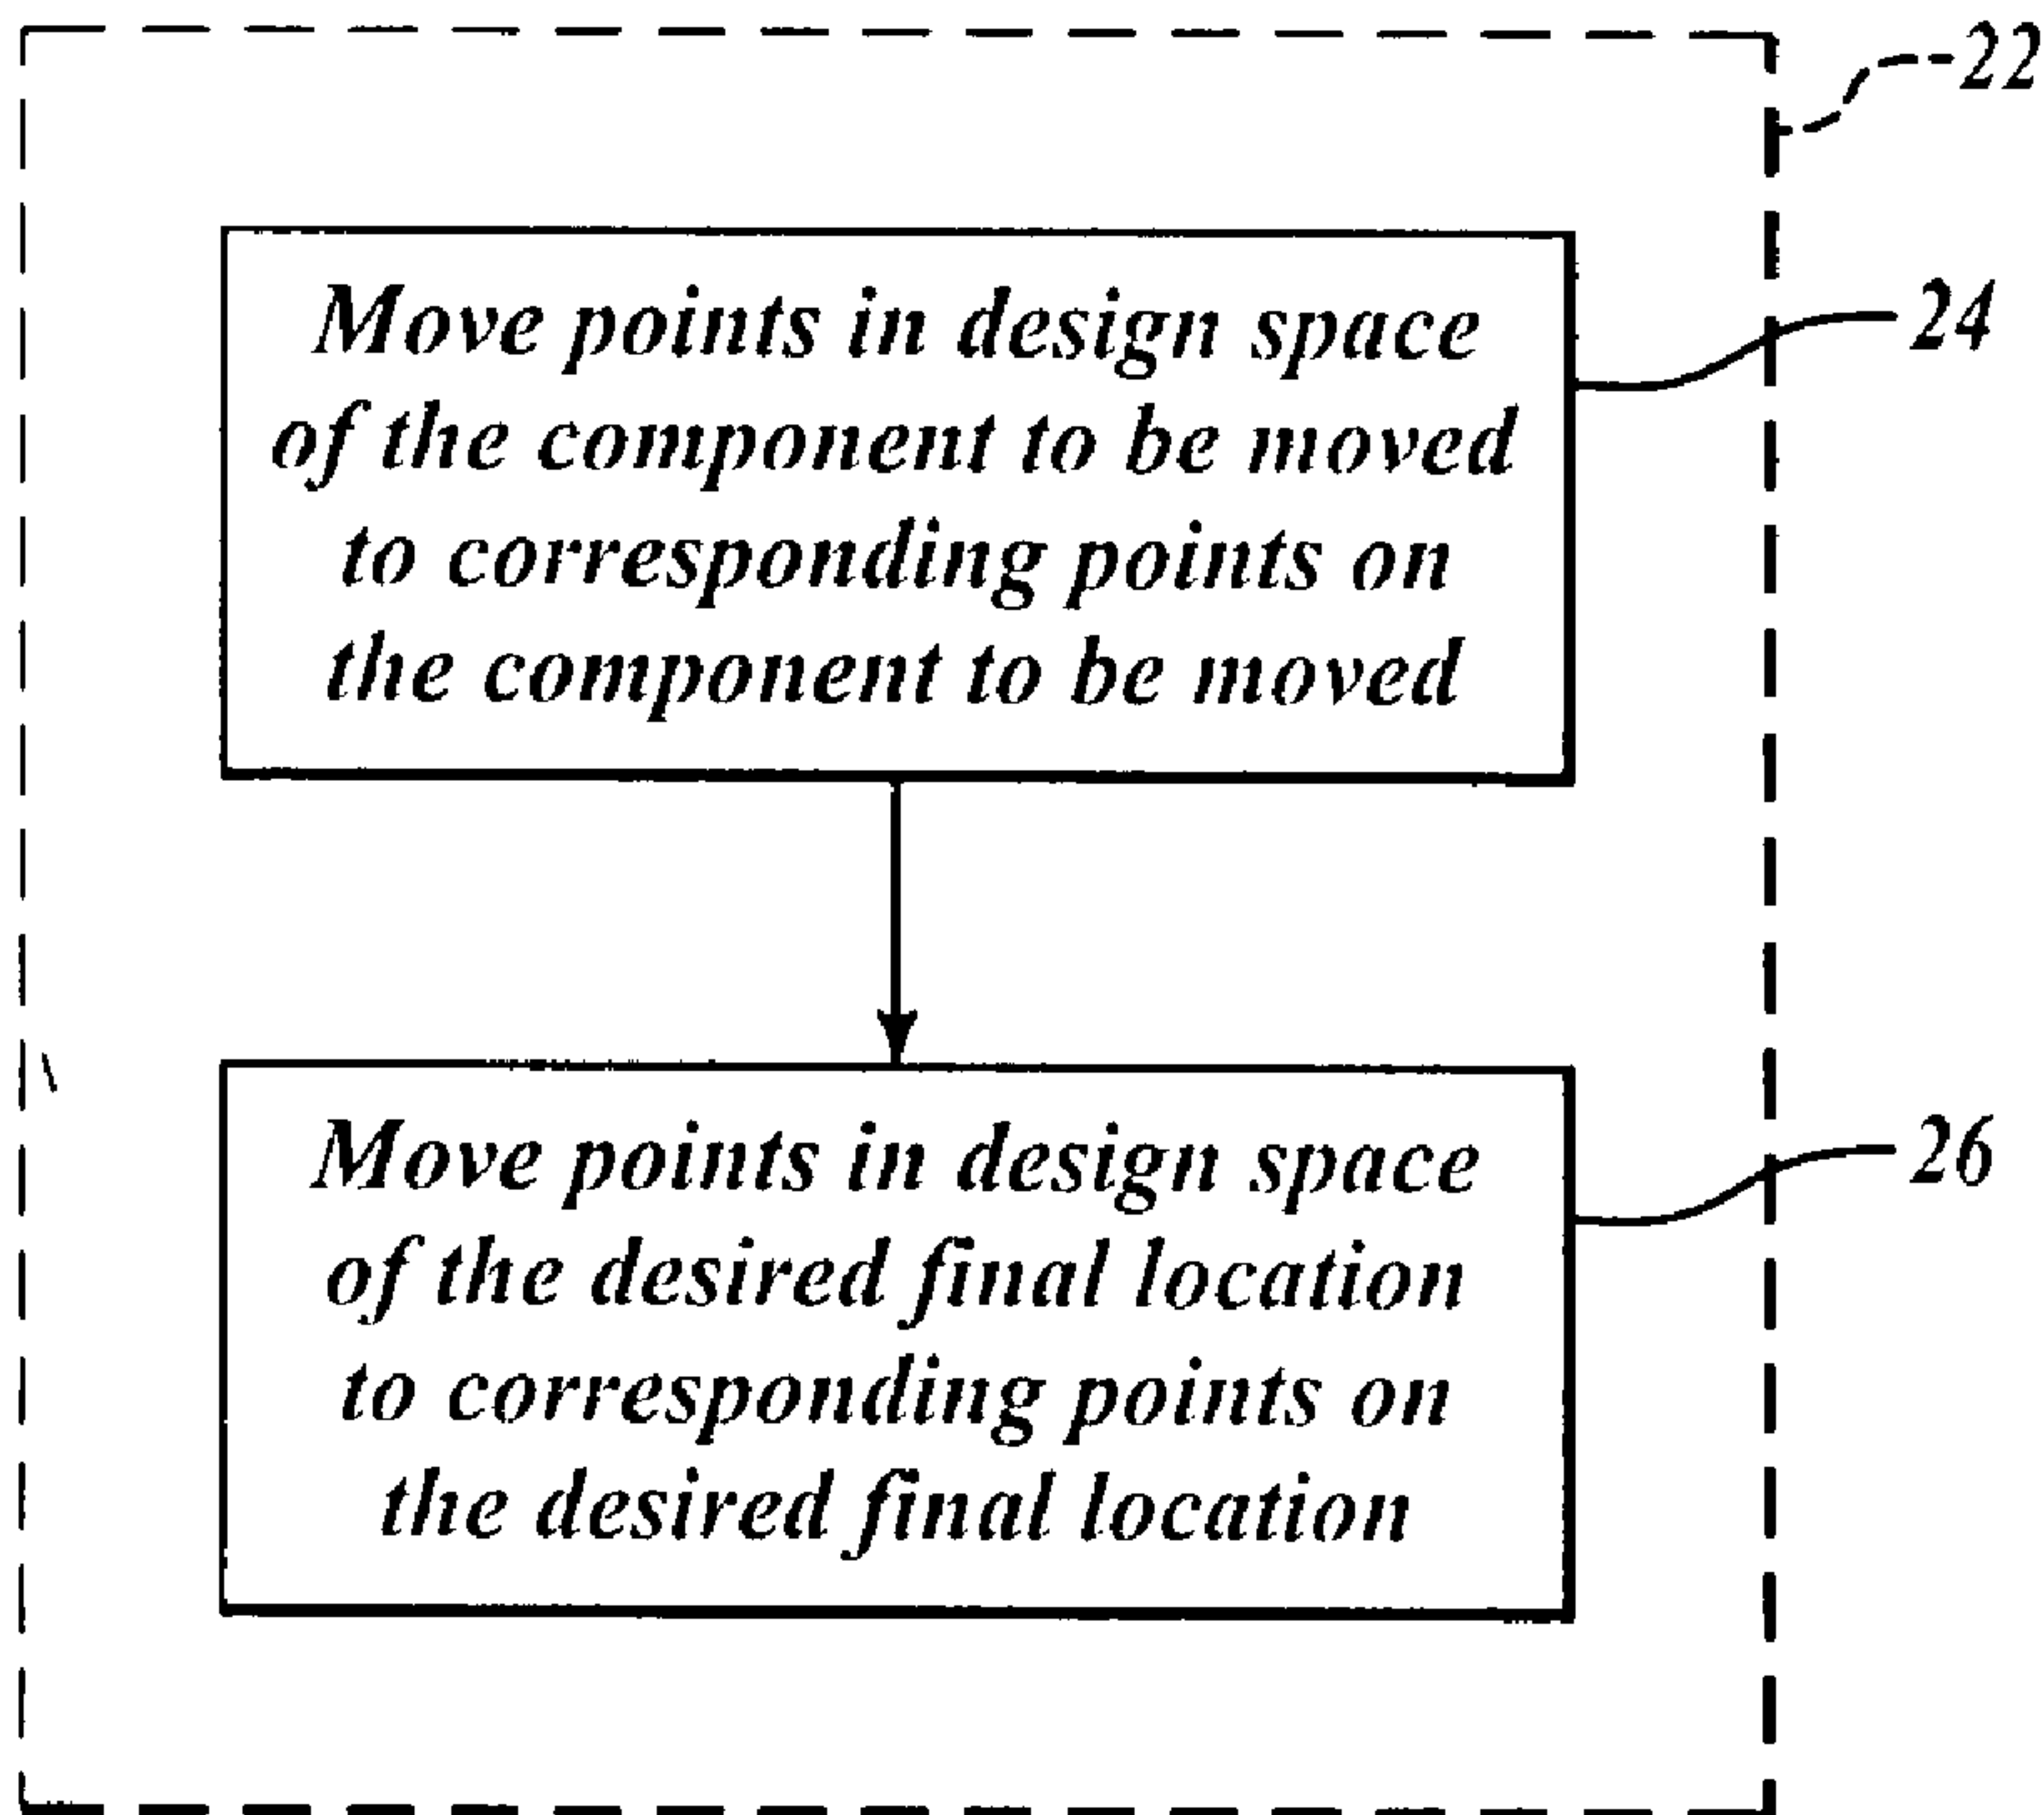 22
Move points in design space
of the component to be moved
to corresponding points on
the component to be moved
24
Move points in design space
of the desired final location
to corresponding points on
the desired final location
26